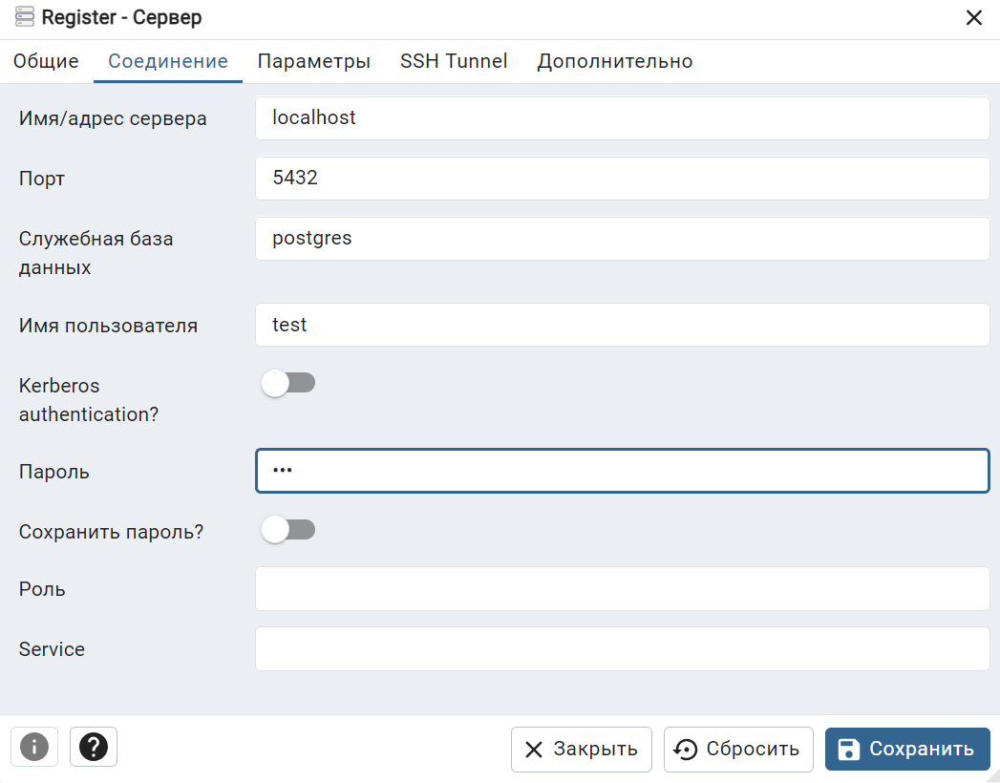 Register - Сервер
Общие Соединение Параметры SSH Tunnel Дополнительно
Имя/адрес сервера localhost
Порт 5432
Служебная база данных postgres
Имя пользователя test
Kerberos authentication?
Пароль •••
Сохранить пароль?
Роль
Service
Закрыть Сбросить Сохранить